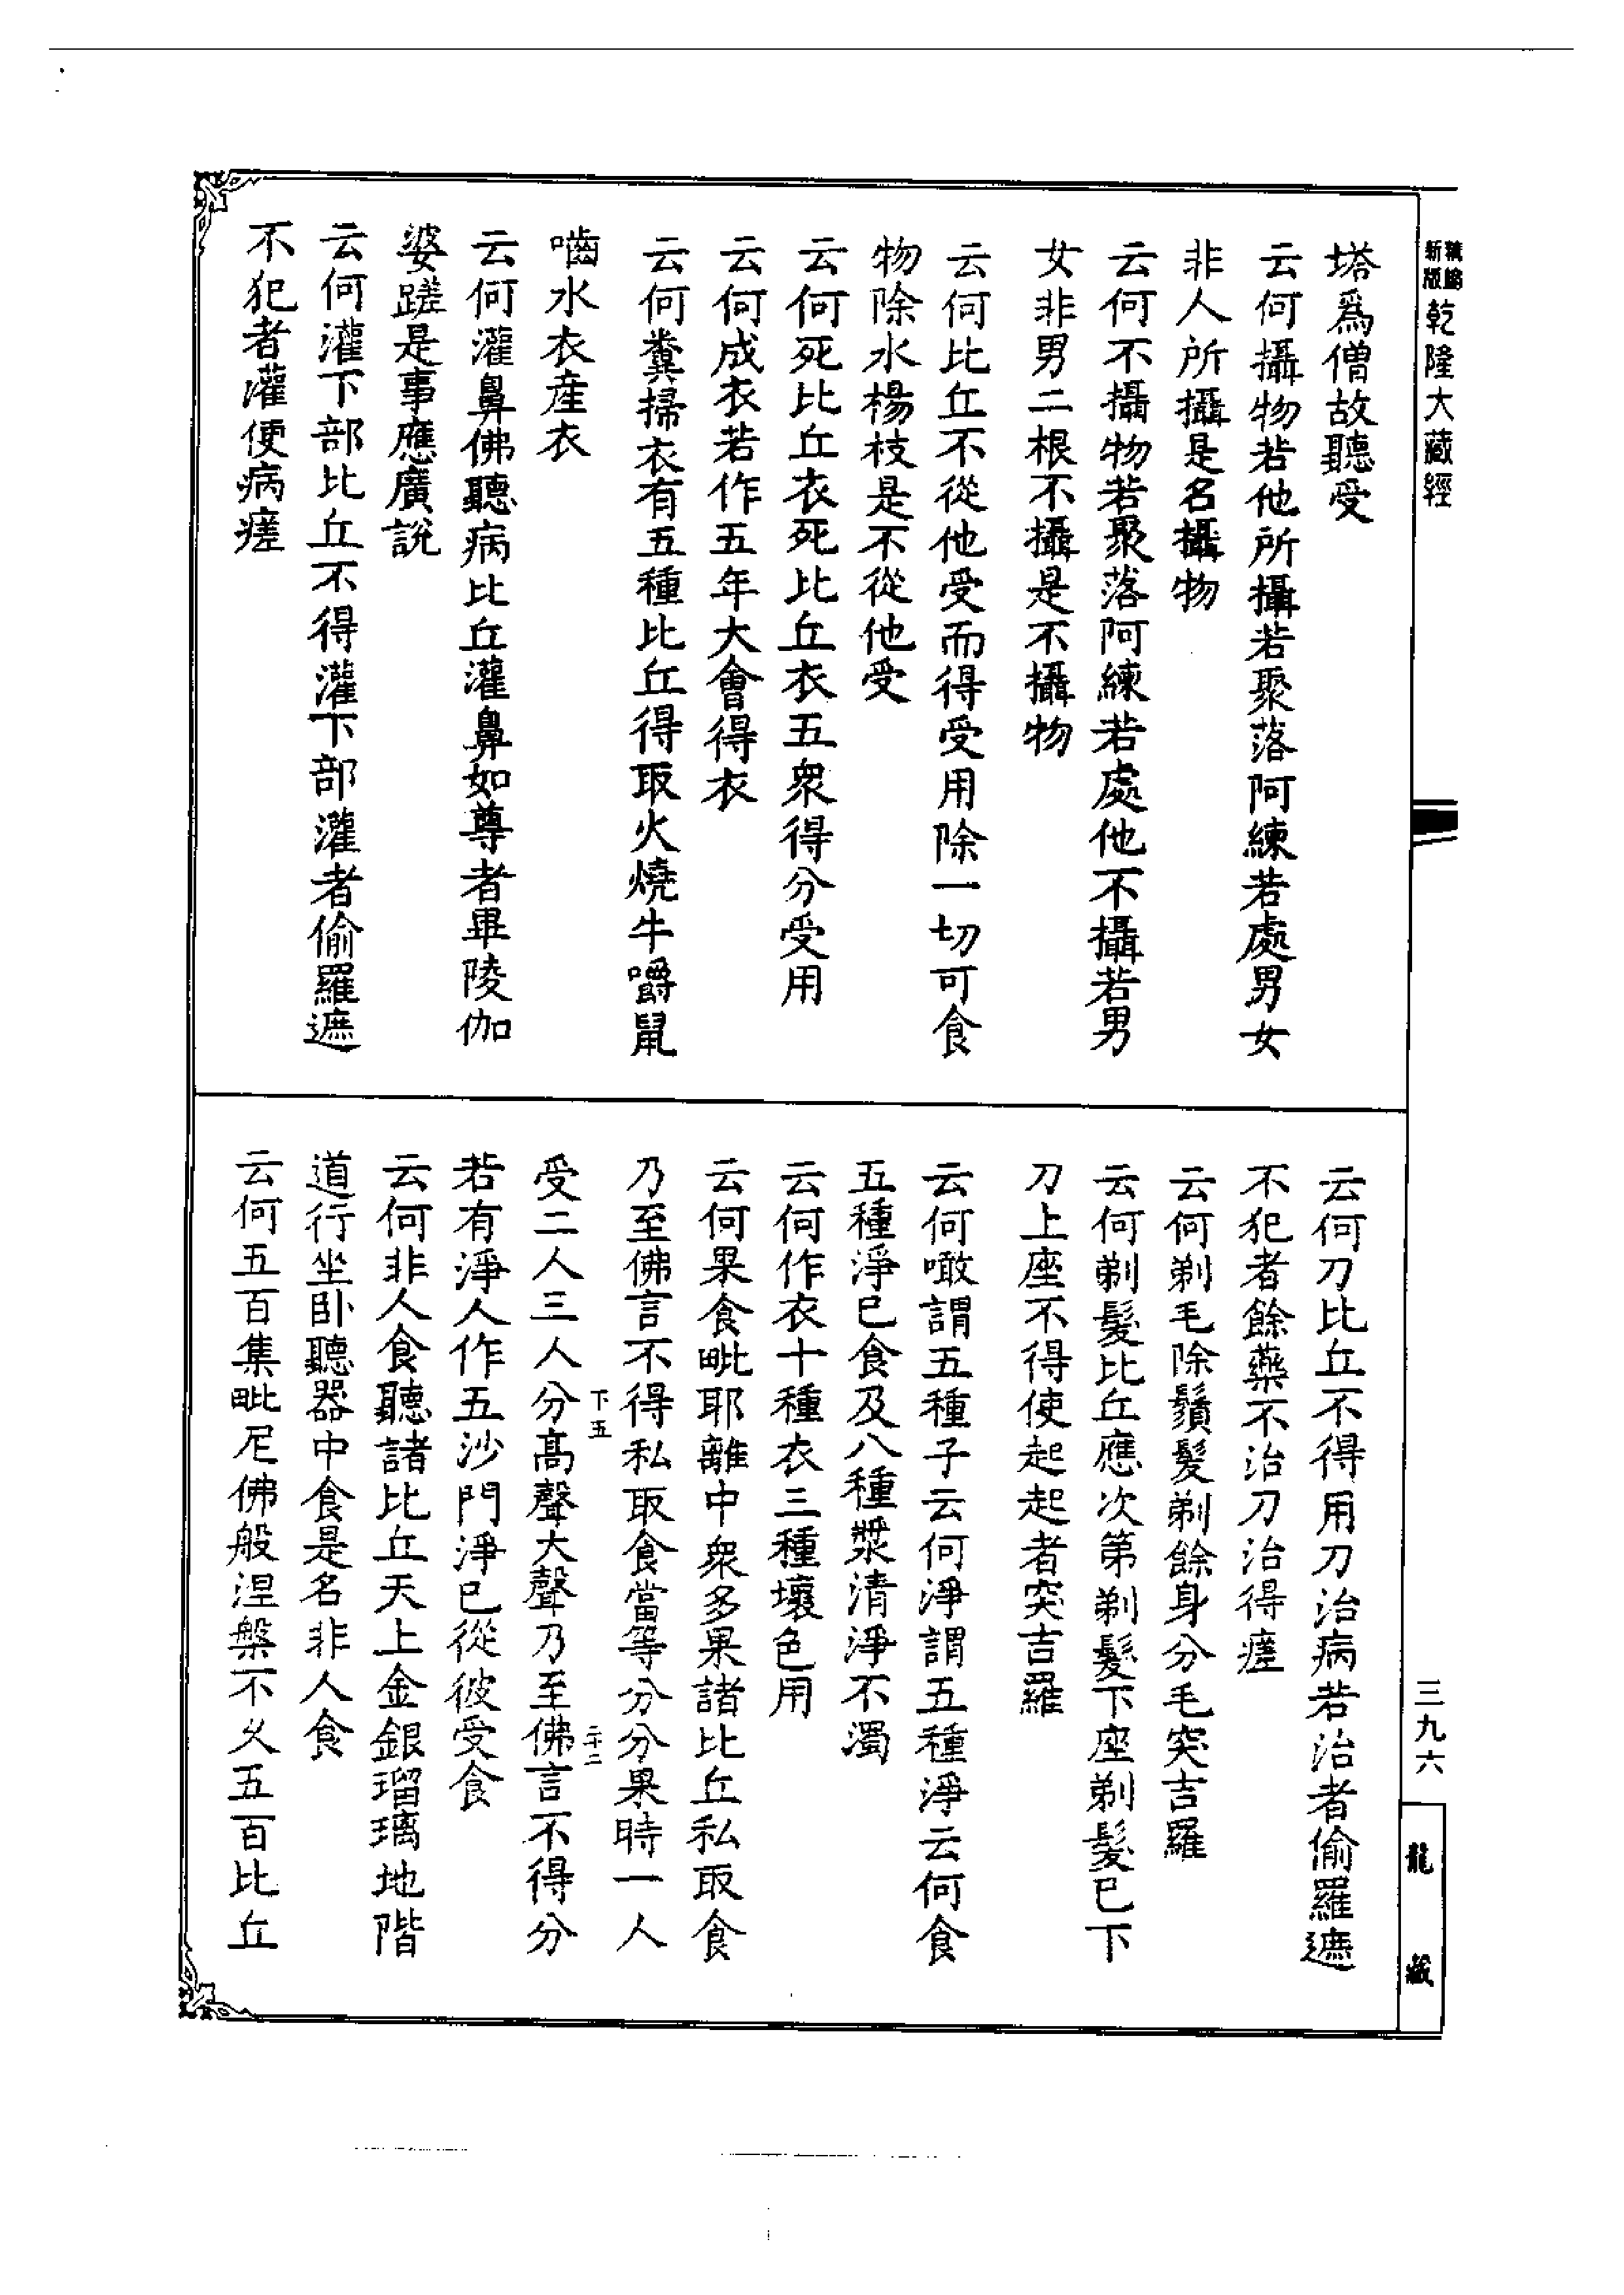 精縮
新版
乾隆大藏經
塔爲僧故聽受
云何攝物若他所攝若聚落阿練若處男女
非人所攝是名攝物
云何不攝物若聚落阿練若處他不攝若男
女非男二根不攝是不攝物
云何比丘不從他受而得受用除一切可食
物除水楊枝是不從他受
云何死比丘衣死比丘衣五衆得分受用
云何成衣若作五年大會得衣
云何糞掃衣有五種比丘得取火燒牛嚼鼠
嚙水衣産衣
云何灌鼻佛聽病比丘灌鼻如尊者畢陵伽
婆蹉是事應廣說
云何灌下部比丘不得灌下部灌者偷羅遮
不犯者灌便病瘥
三九六
龍藏
云何刀比丘不得用刀治病若治者偷羅遮
不犯者餘藥不治刀治得瘥
云何剃毛除鬚髮剃餘身分毛突吉羅
云何剃髮比丘應次第剃髮下座剃髮已下
刀上座不得使起起者突吉羅
云何噉謂五種子云何淨謂五種淨云何食
五種淨已食及八種漿清淨不濁
云何作衣十種衣三種壞色用
云何果食毗耶離中衆多果諸比丘私取食
乃至佛言不得私取食當等分分果時一人
下五
二十二
受二人三人分高聲大聲乃至佛言不得分
若有淨人作五沙門淨已從彼受食
云何非人食聽諸比丘天上金銀瑠璃地階
道行坐卧聽器中食是名非人食
云何五百集毗尼佛般涅槃不久五百比丘